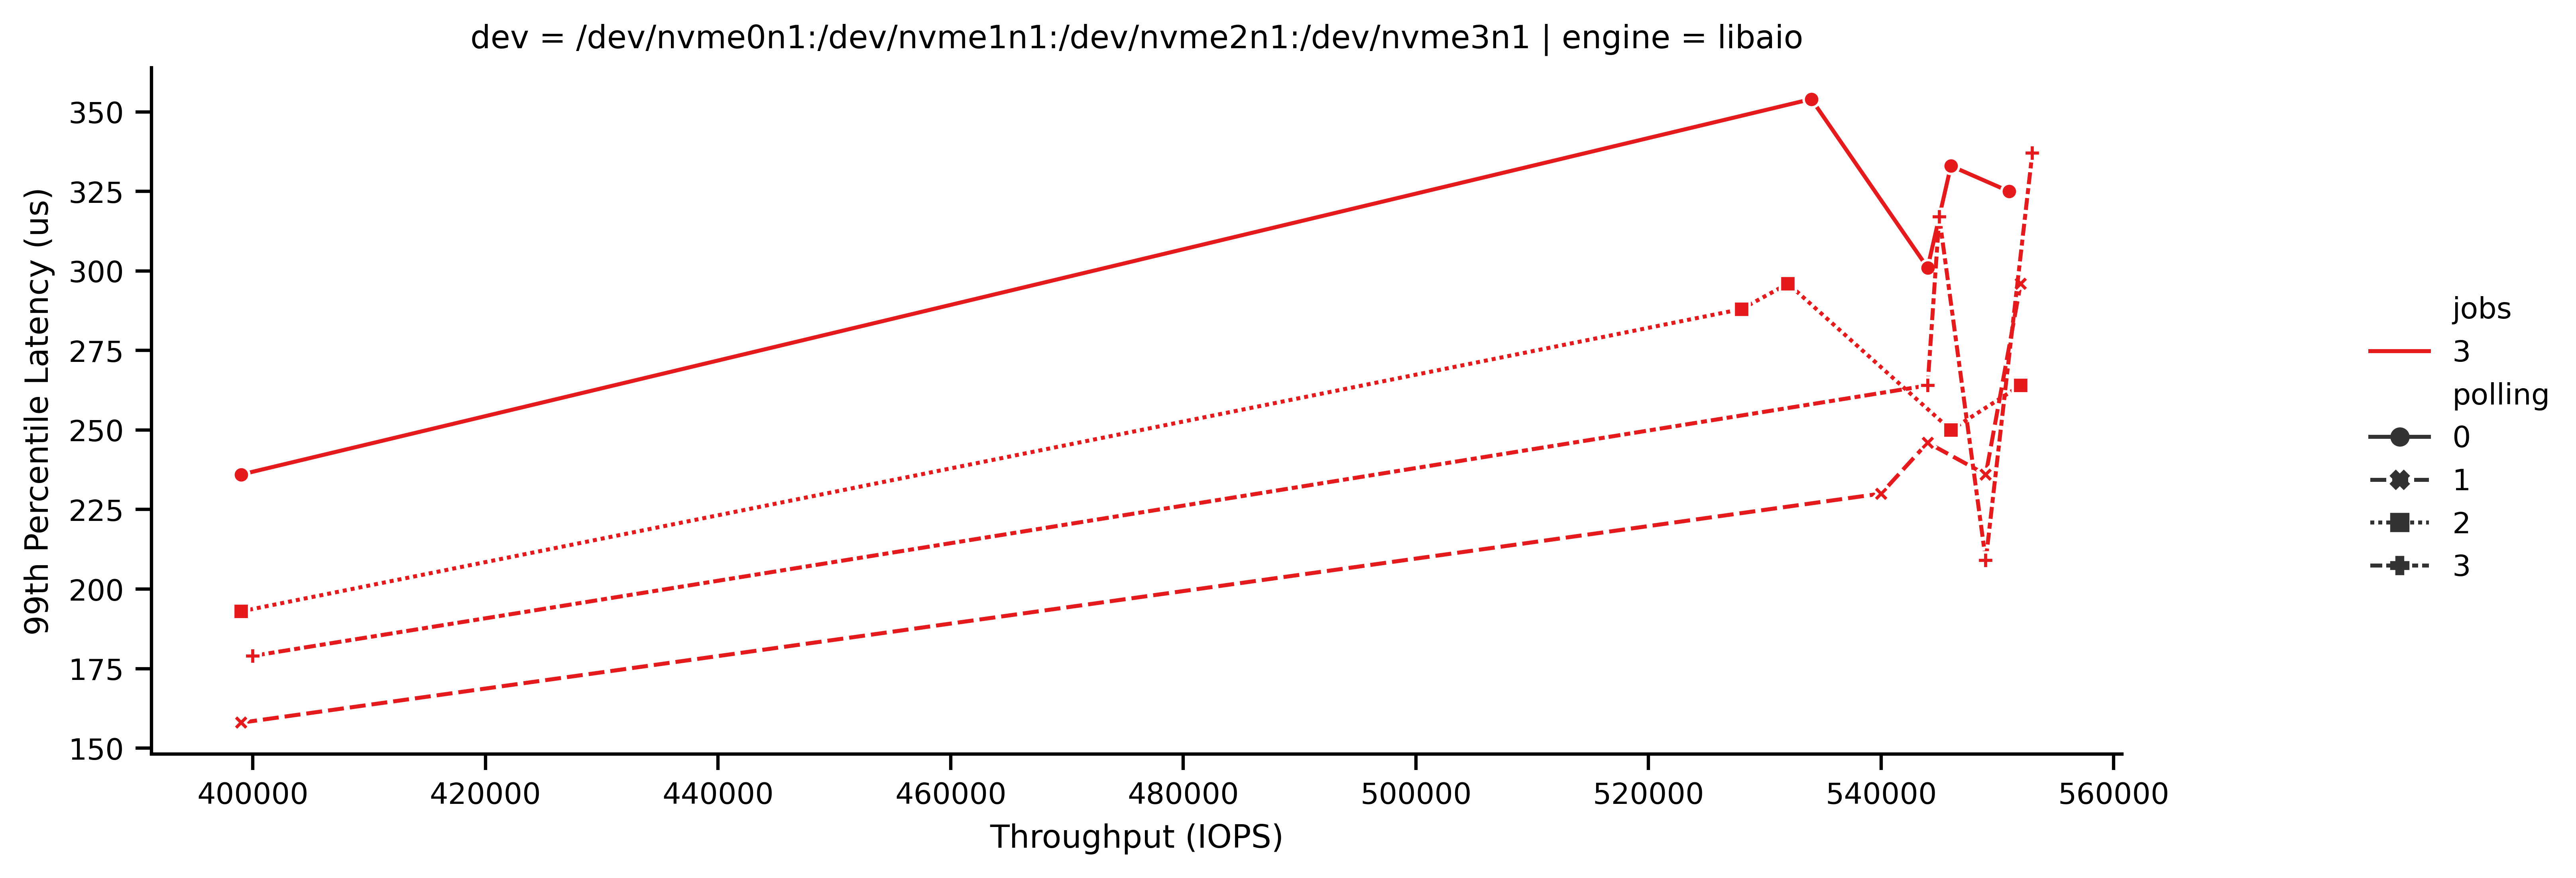 dev = /dev/nvme0n1:/dev/nvme1n1:/dev/nvme2n1:/dev/nvme3n1 | engine = libaio
99th Percentile Latency (us)
350
325
300
275
250
225
200
175
150
400000 420000 440000 460000 480000 500000 520000 540000 560000
Throughput (IOPS)
jobs
3
polling
0
1
2
3